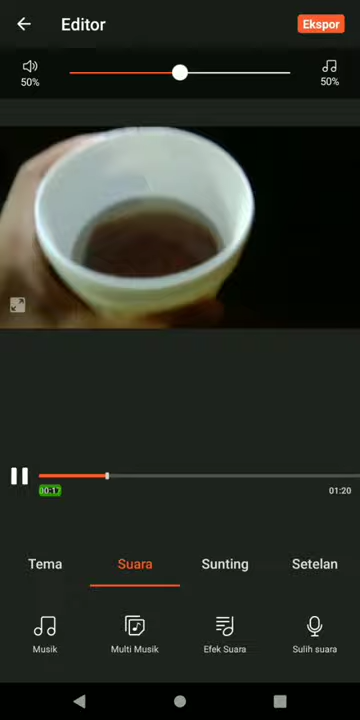 Editor
Ekspor
50%
50%
00:17
01:20
Tema
Suara
Sunting
Setelan
Musik
Multi Musik
Efek Suara
Sulih suara